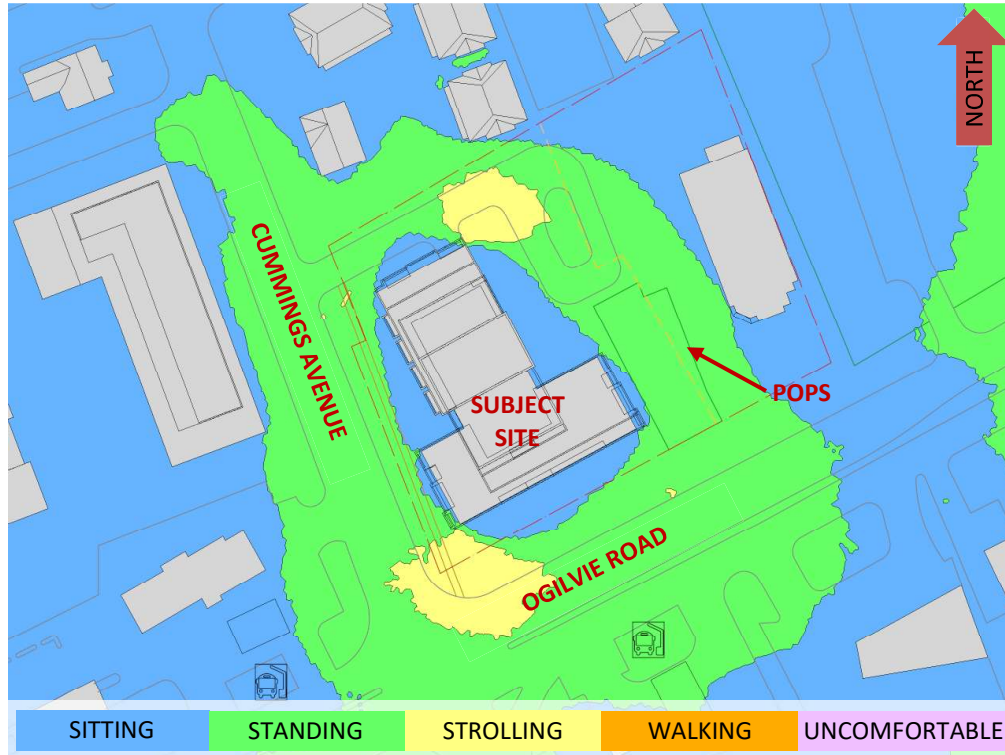 NORTH
CUMMINGS AVENUE
SUBJECT
SITE
POPS
OGILVIE ROAD
SITTING
STANDING
STROLLING
WALKING
UNCOMFORTABLE